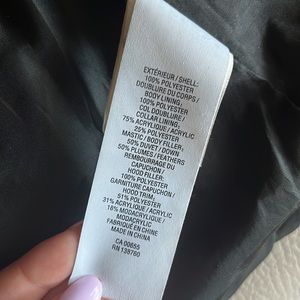 EXTÉRIEUR / SHELL:
100% POLYESTER
DOUBLURE DU CORPS /
BODY LINING:
100% POLYESTER
COL DOUBLURE /
COLLAR LINING:
75% ACRYLIQUE / ACRYLIC
25% POLYESTER
MASTIC / BODY FILLER:
50% DUVET / DOWN
50% PLUMES / FEATHERS
REMBOURRAGE DU
CAPUCHON /
HOOD FILLER:
100% POLYESTER
GARNITURE CAPUCHON /
HOOD TRIM:
51% POLYESTER
31% ACRYLIQUE / ACRYLIC
18% MODACRYLIQUE /
MODACRYLIC
FABRIQUÉ EN CHINE /
MADE IN CHINA
CA 00655
RN 138760